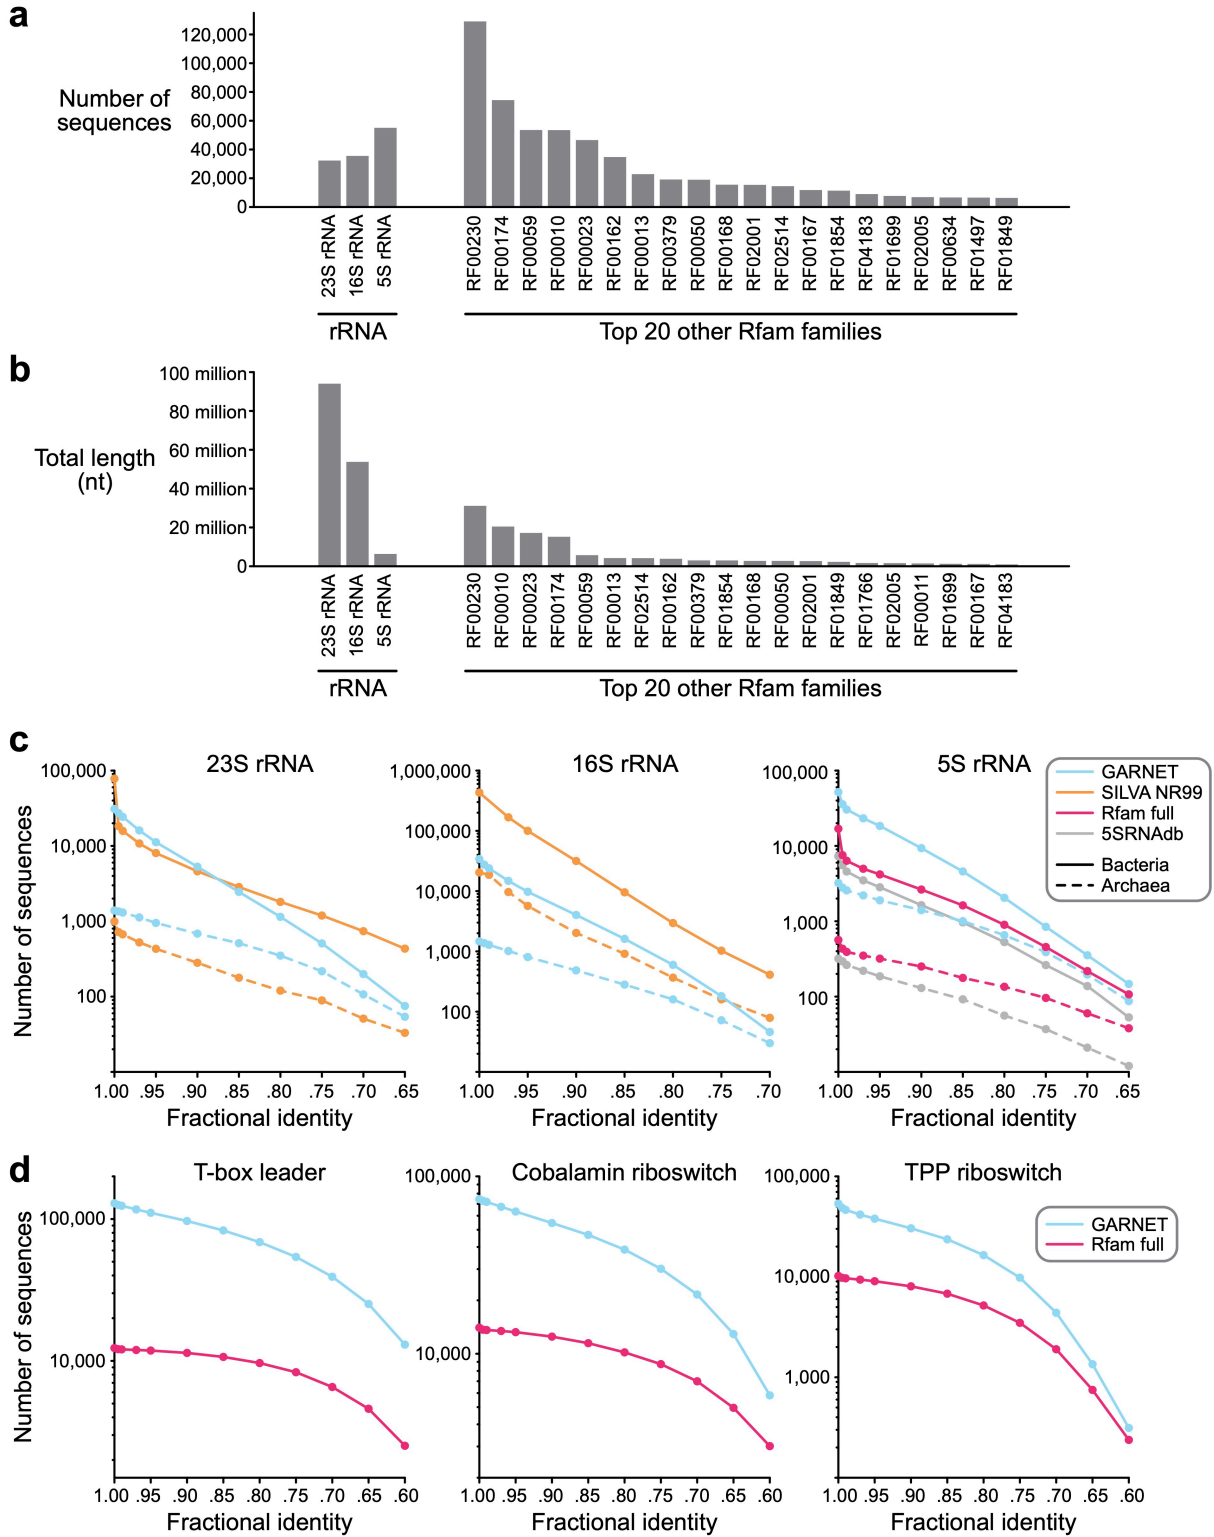 a
120,000
100,000
80,000
60,000
40,000
20,000
0
Number of
sequences
23S rRNA
16S rRNA
5S rRNA
RF00230
RF00174
RF00059
RF00010
RF00023
RF00162
RF00013
RF00379
RF00050
RF00168
RF02001
RF02514
RF00167
RF01854
RF04183
RF01699
RF02005
RF00634
RF01497
RF01849
rRNA
Top 20 other Rfam families
b
100 million
80 million
60 million
40 million
20 million
0
Total length
(nt)
23S rRNA
16S rRNA
5S rRNA
RF00230
RF00010
RF00023
RF00174
RF00059
RF00013
RF02514
RF00162
RF00379
RF01854
RF00168
RF00050
RF02001
RF01849
RF01766
RF02005
RF00011
RF01699
RF00167
RF04183
rRNA
Top 20 other Rfam families
c
23S rRNA
Number of sequences
100,000
10,000
1,000
100
1.00 .95 .90 .85 .80 .75 .70 .65
Fractional identity
16S rRNA
1,000,000
100,000
10,000
1,000
100
1.00 .95 .90 .85 .80 .75 .70
Fractional identity
5S rRNA
100,000
10,000
1,000
100
1.00 .95 .90 .85 .80 .75 .70 .65
Fractional identity
GARNET
SILVA NR99
Rfam full
5SRNAdb
Bacteria
Archaea
d
T-box leader
Number of sequences
100,000
10,000
1.00 .95 .90 .85 .80 .75 .70 .65 .60
Fractional identity
Cobalamin riboswitch
100,000
10,000
1.00 .95 .90 .85 .80 .75 .70 .65 .60
Fractional identity
TPP riboswitch
100,000
10,000
1,000
1.00 .95 .90 .85 .80 .75 .70 .65 .60
Fractional identity
GARNET
Rfam full